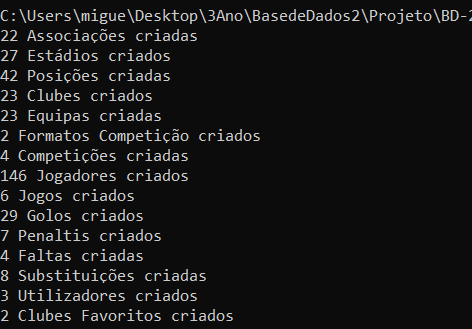 C:\Users\migue\Desktop\3Ano\BasedeDados2\Projeto\BD-2
22 Associações criadas
27 Estádios criados
42 Posições criadas
23 Clubes criados
23 Equipas criadas
2 Formatos Competição criados
4 Competições criadas
146 Jogadores criados
6 Jogos criados
29 Golos criados
7 Penaltis criados
4 Faltas criadas
8 Substituições criadas
3 Utilizadores criados
2 Clubes Favoritos criados